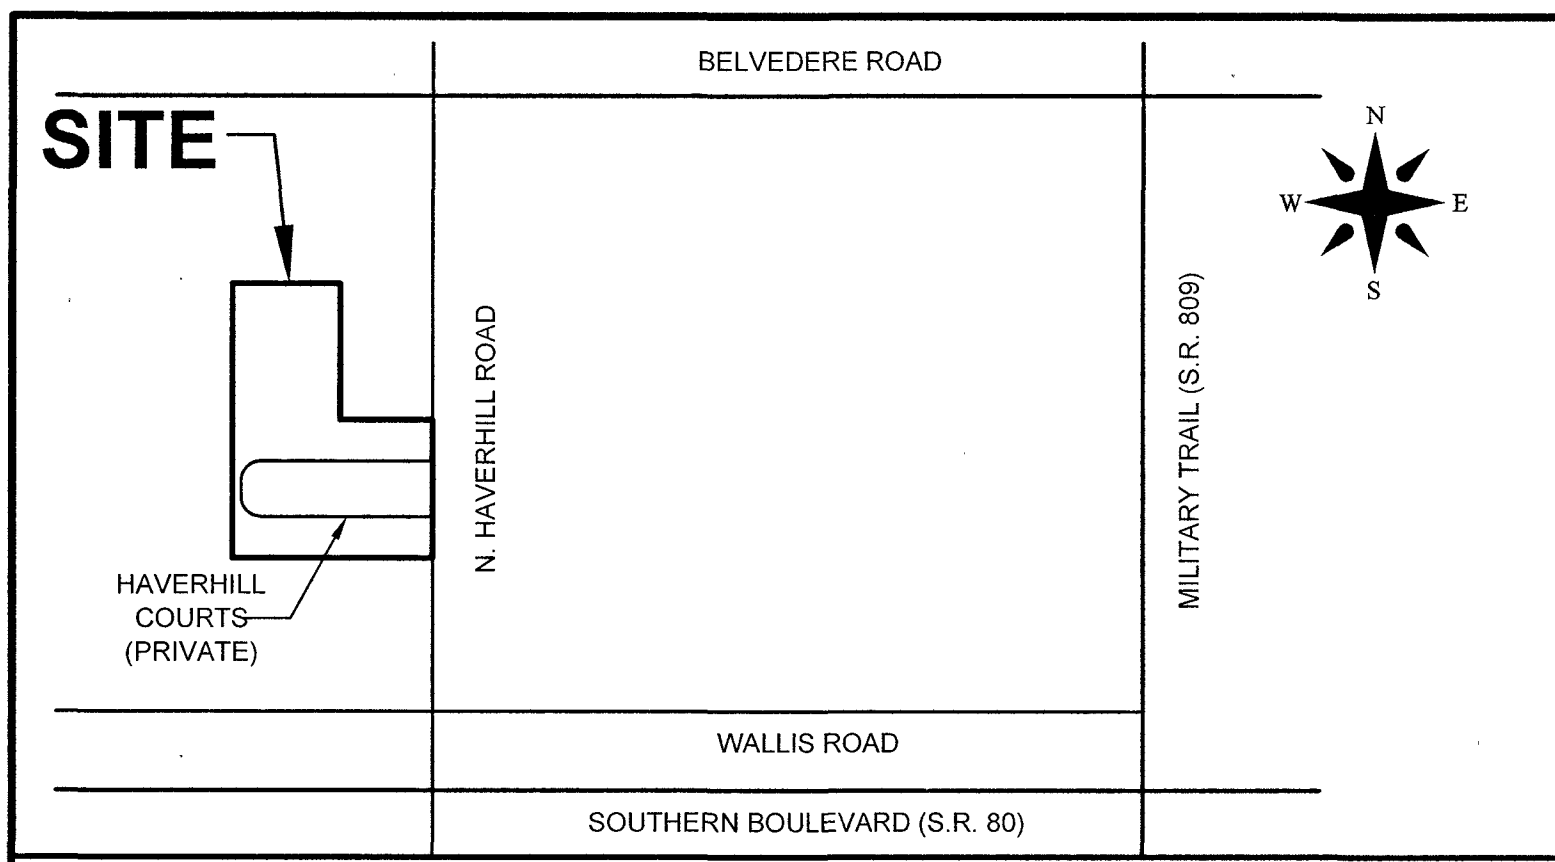 BELVEDERE ROAD
SITE
N
W
E
S
N. HAVERHILL ROAD
MILITARY TRAIL (S.R. 809)
HAVERHILL
COURTS
(PRIVATE)
WALLIS ROAD
SOUTHERN BOULEVARD (S.R. 80)